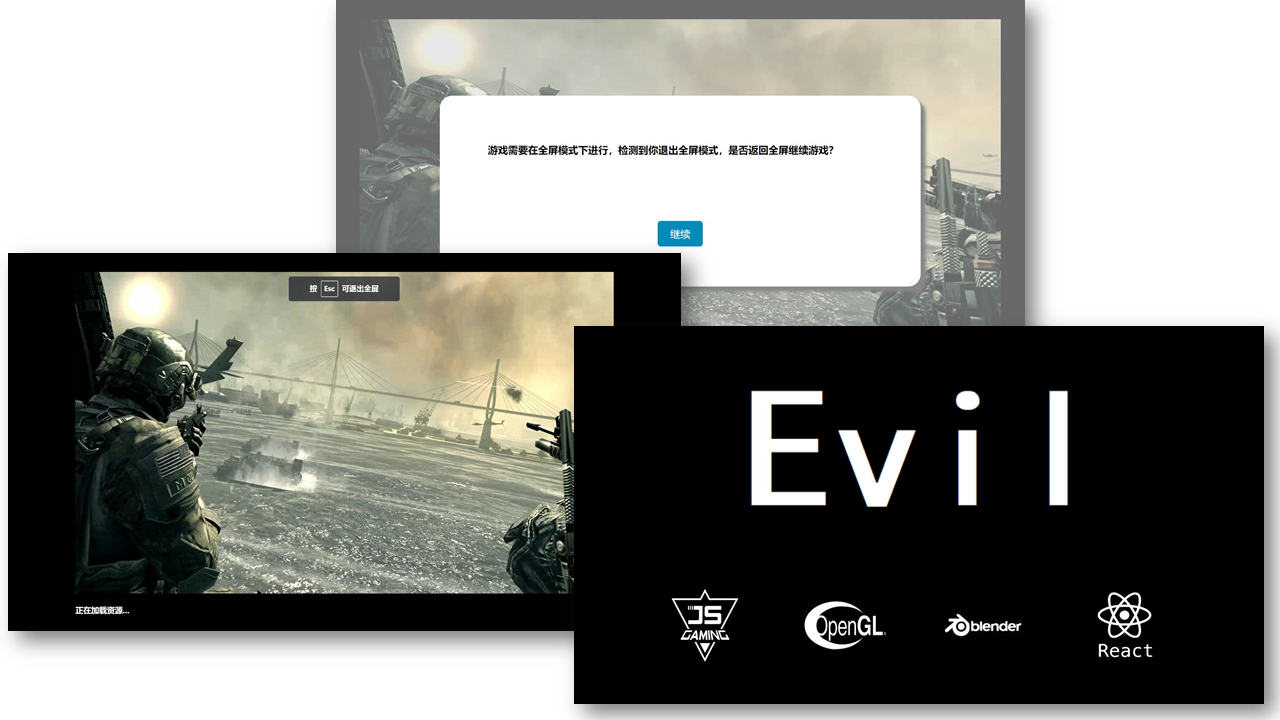 游戏需要在全屏模式下进行，检测到你退出全屏模式，是否返回全屏继续游戏？
继续
按 Esc 可退出全屏
正在加载资源...
Evil
JS
GAMING
OpenGL
blender
React